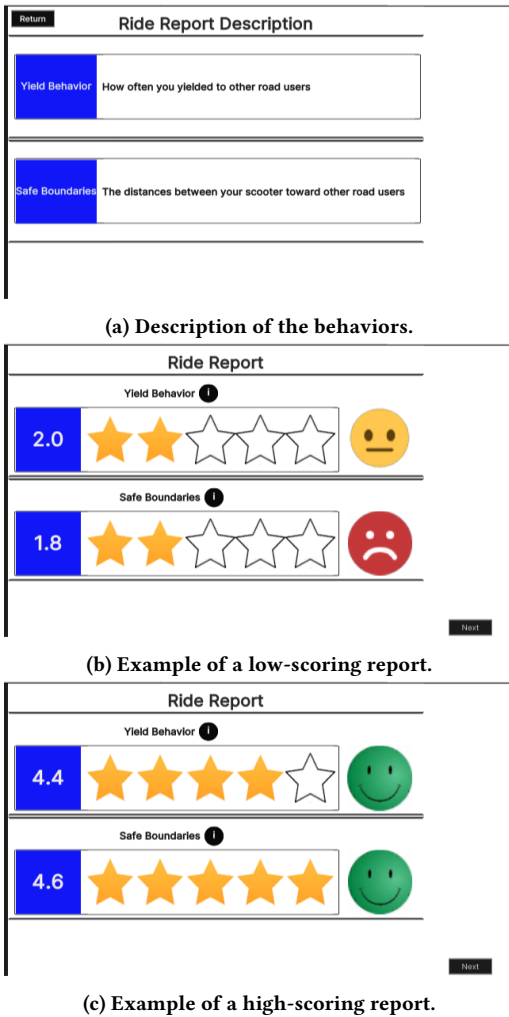 Return
Ride Report Description
Yield Behavior
How often you yielded to other road users
Safe Boundaries
The distances between your scooter toward other road users
(a) Description of the behaviors.
Ride Report
Yield Behavior i
2.0
Safe Boundaries i
1.8
Next
(b) Example of a low-scoring report.
Ride Report
Yield Behavior i
4.4
Safe Boundaries i
4.6
Next
(c) Example of a high-scoring report.